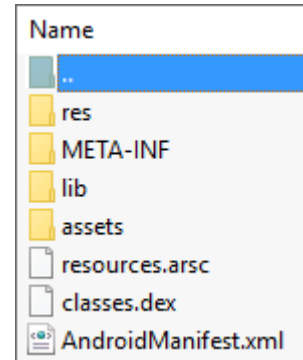 Name
..
res
META-INF
lib
assets
resources.arsc
classes.dex
AndroidManifest.xml